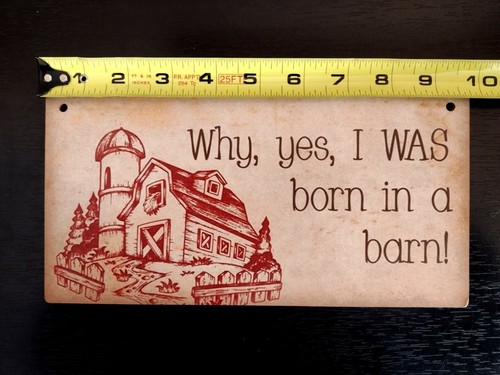 1 2 3 4 5 6 7 8 9 10
25FT
Why, yes, I WAS
born in a
barn!